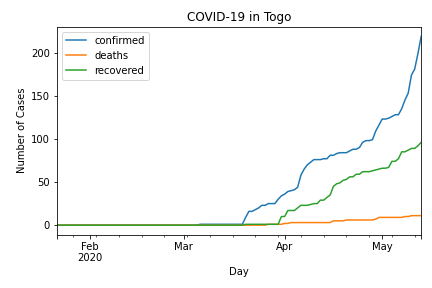 COVID-19 in Togo
confirmed
deaths
recovered
Number of Cases
200
150
100
50
0
Feb
2020
Mar
Apr
May
Day